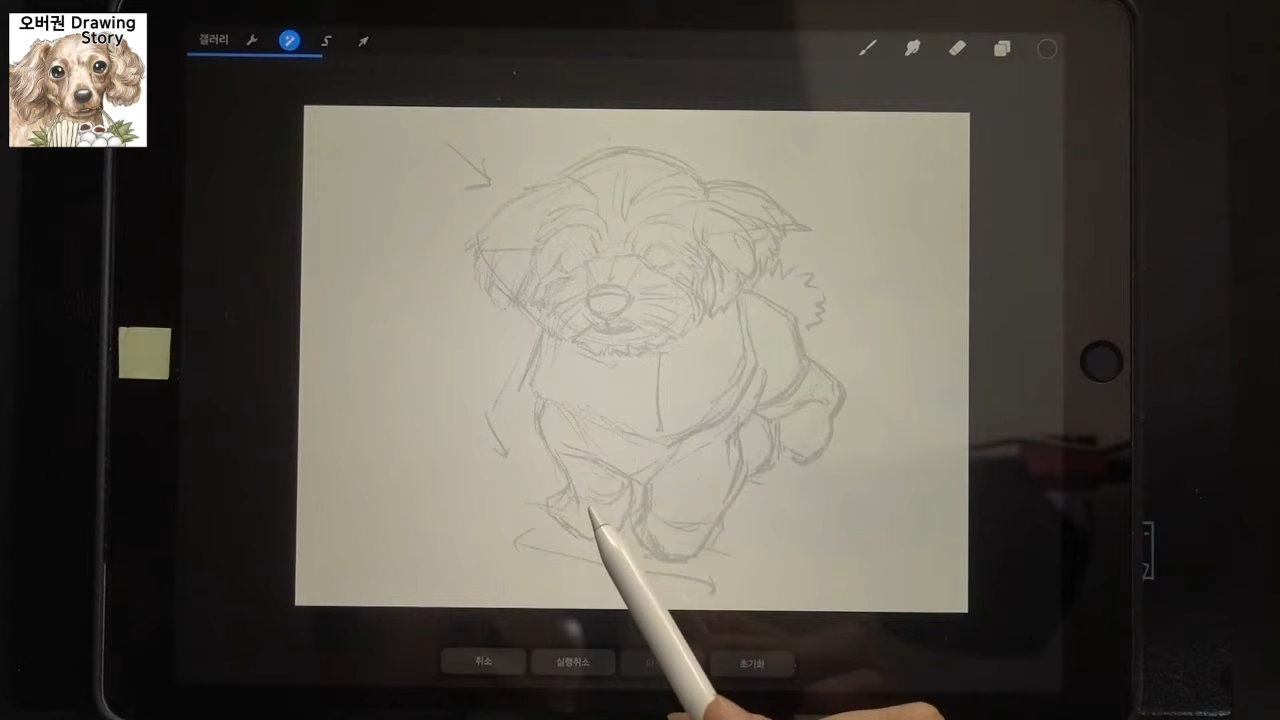 오버권 Drawing
Story
갤러리
취소
실행취소
초기화